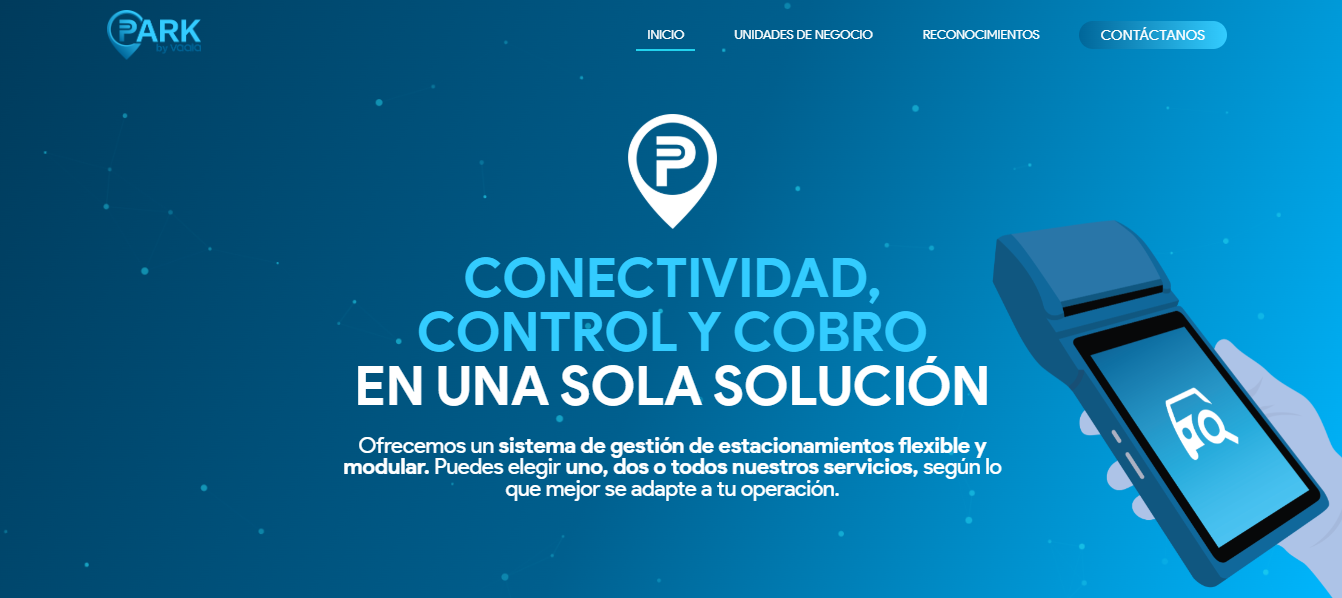 PARK
INICIO
UNIDADES DE NEGOCIO
RECONOCIMIENTOS
CONTÁCTANOS
P
CONECTIVIDAD,
CONTROL Y COBRO
EN UNA SOLA SOLUCIÓN
Ofrecemos un sistema de gestión de estacionamientos flexible y
modular. Puedes elegir uno, dos o todos nuestros servicios, según lo
que mejor se adapte a tu operación.